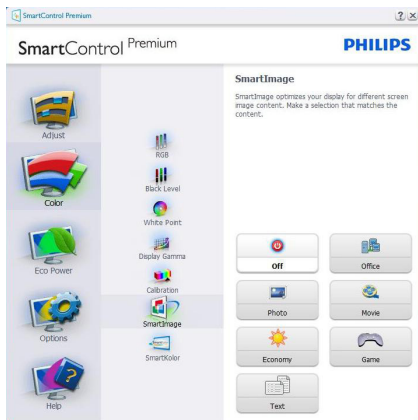 SmartControl Premium
SmartControl Premium
PHILIPS
Adjust
Color
Eco Power
Options
Help
RGB
Black Level
White Point
Display Gamma
Calibration
SmartImage
SmartKolor
SmartImage
SmartImage optimizes your display for different screen
image content. Make a selection that matches the
content.
Off
Office
Photo
Movie
Economy
Game
Text